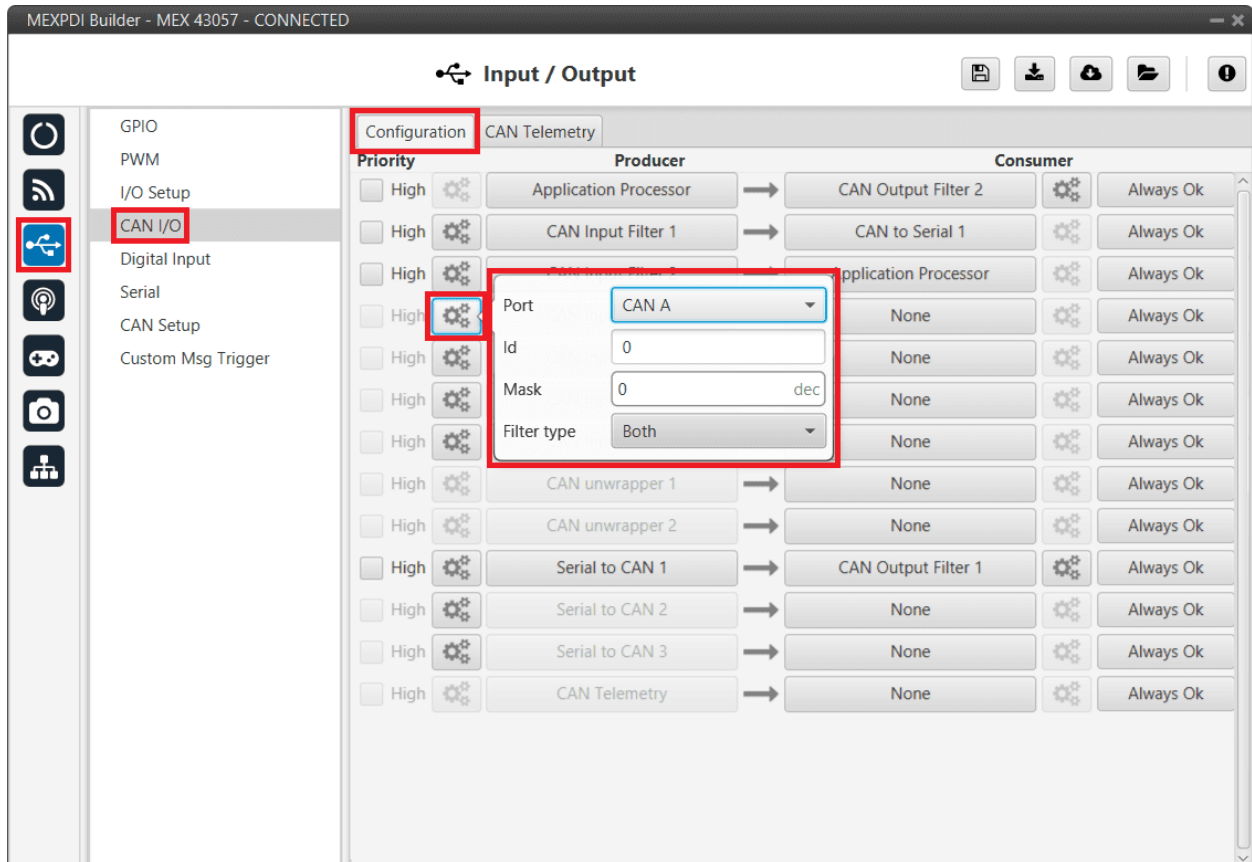 MEXPDI Builder - MEX 43057 - CONNECTED
Input / Output
GPIO
PWM
I/O Setup
CAN I/O
Digital Input
Serial
CAN Setup
Custom Msg Trigger
Configuration CAN Telemetry
Priority Producer Consumer
High Application Processor CAN Output Filter 2 Always Ok
High CAN Input Filter 1 CAN to Serial 1 Always Ok
High Application Processor Always Ok
High None Always Ok
High None Always Ok
High None Always Ok
High None Always Ok
Port CAN A
Id 0
Mask 0 dec
Filter type Both
High CAN unwrapper 1 None Always Ok
High CAN unwrapper 2 None Always Ok
High Serial to CAN 1 CAN Output Filter 1 Always Ok
High Serial to CAN 2 None Always Ok
High Serial to CAN 3 None Always Ok
High CAN Telemetry None Always Ok